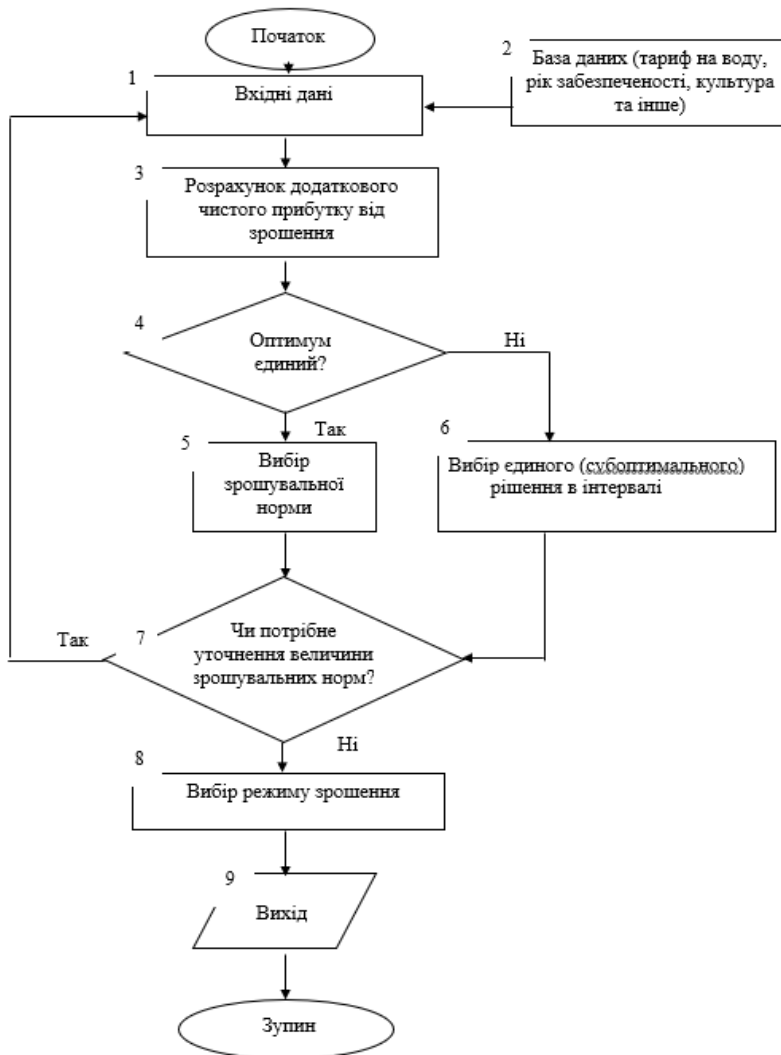 Початок
1
Вхідні дані
2
База даних (тариф на воду,
рік забезпеченості, культура
та інше)
3
Розрахунок додаткового
чистого прибутку від
зрошення
4
Оптимум
єдиний?
Ні
Так
5
Вибір
зрошувальної
норми
6
Вибір єдиного (субоптимального)
рішення в інтервалі
7
Чи потрібне
уточнення величини
зрошувальних норм?
Так
Ні
8
Вибір режиму зрошення
9
Вихід
Зупин